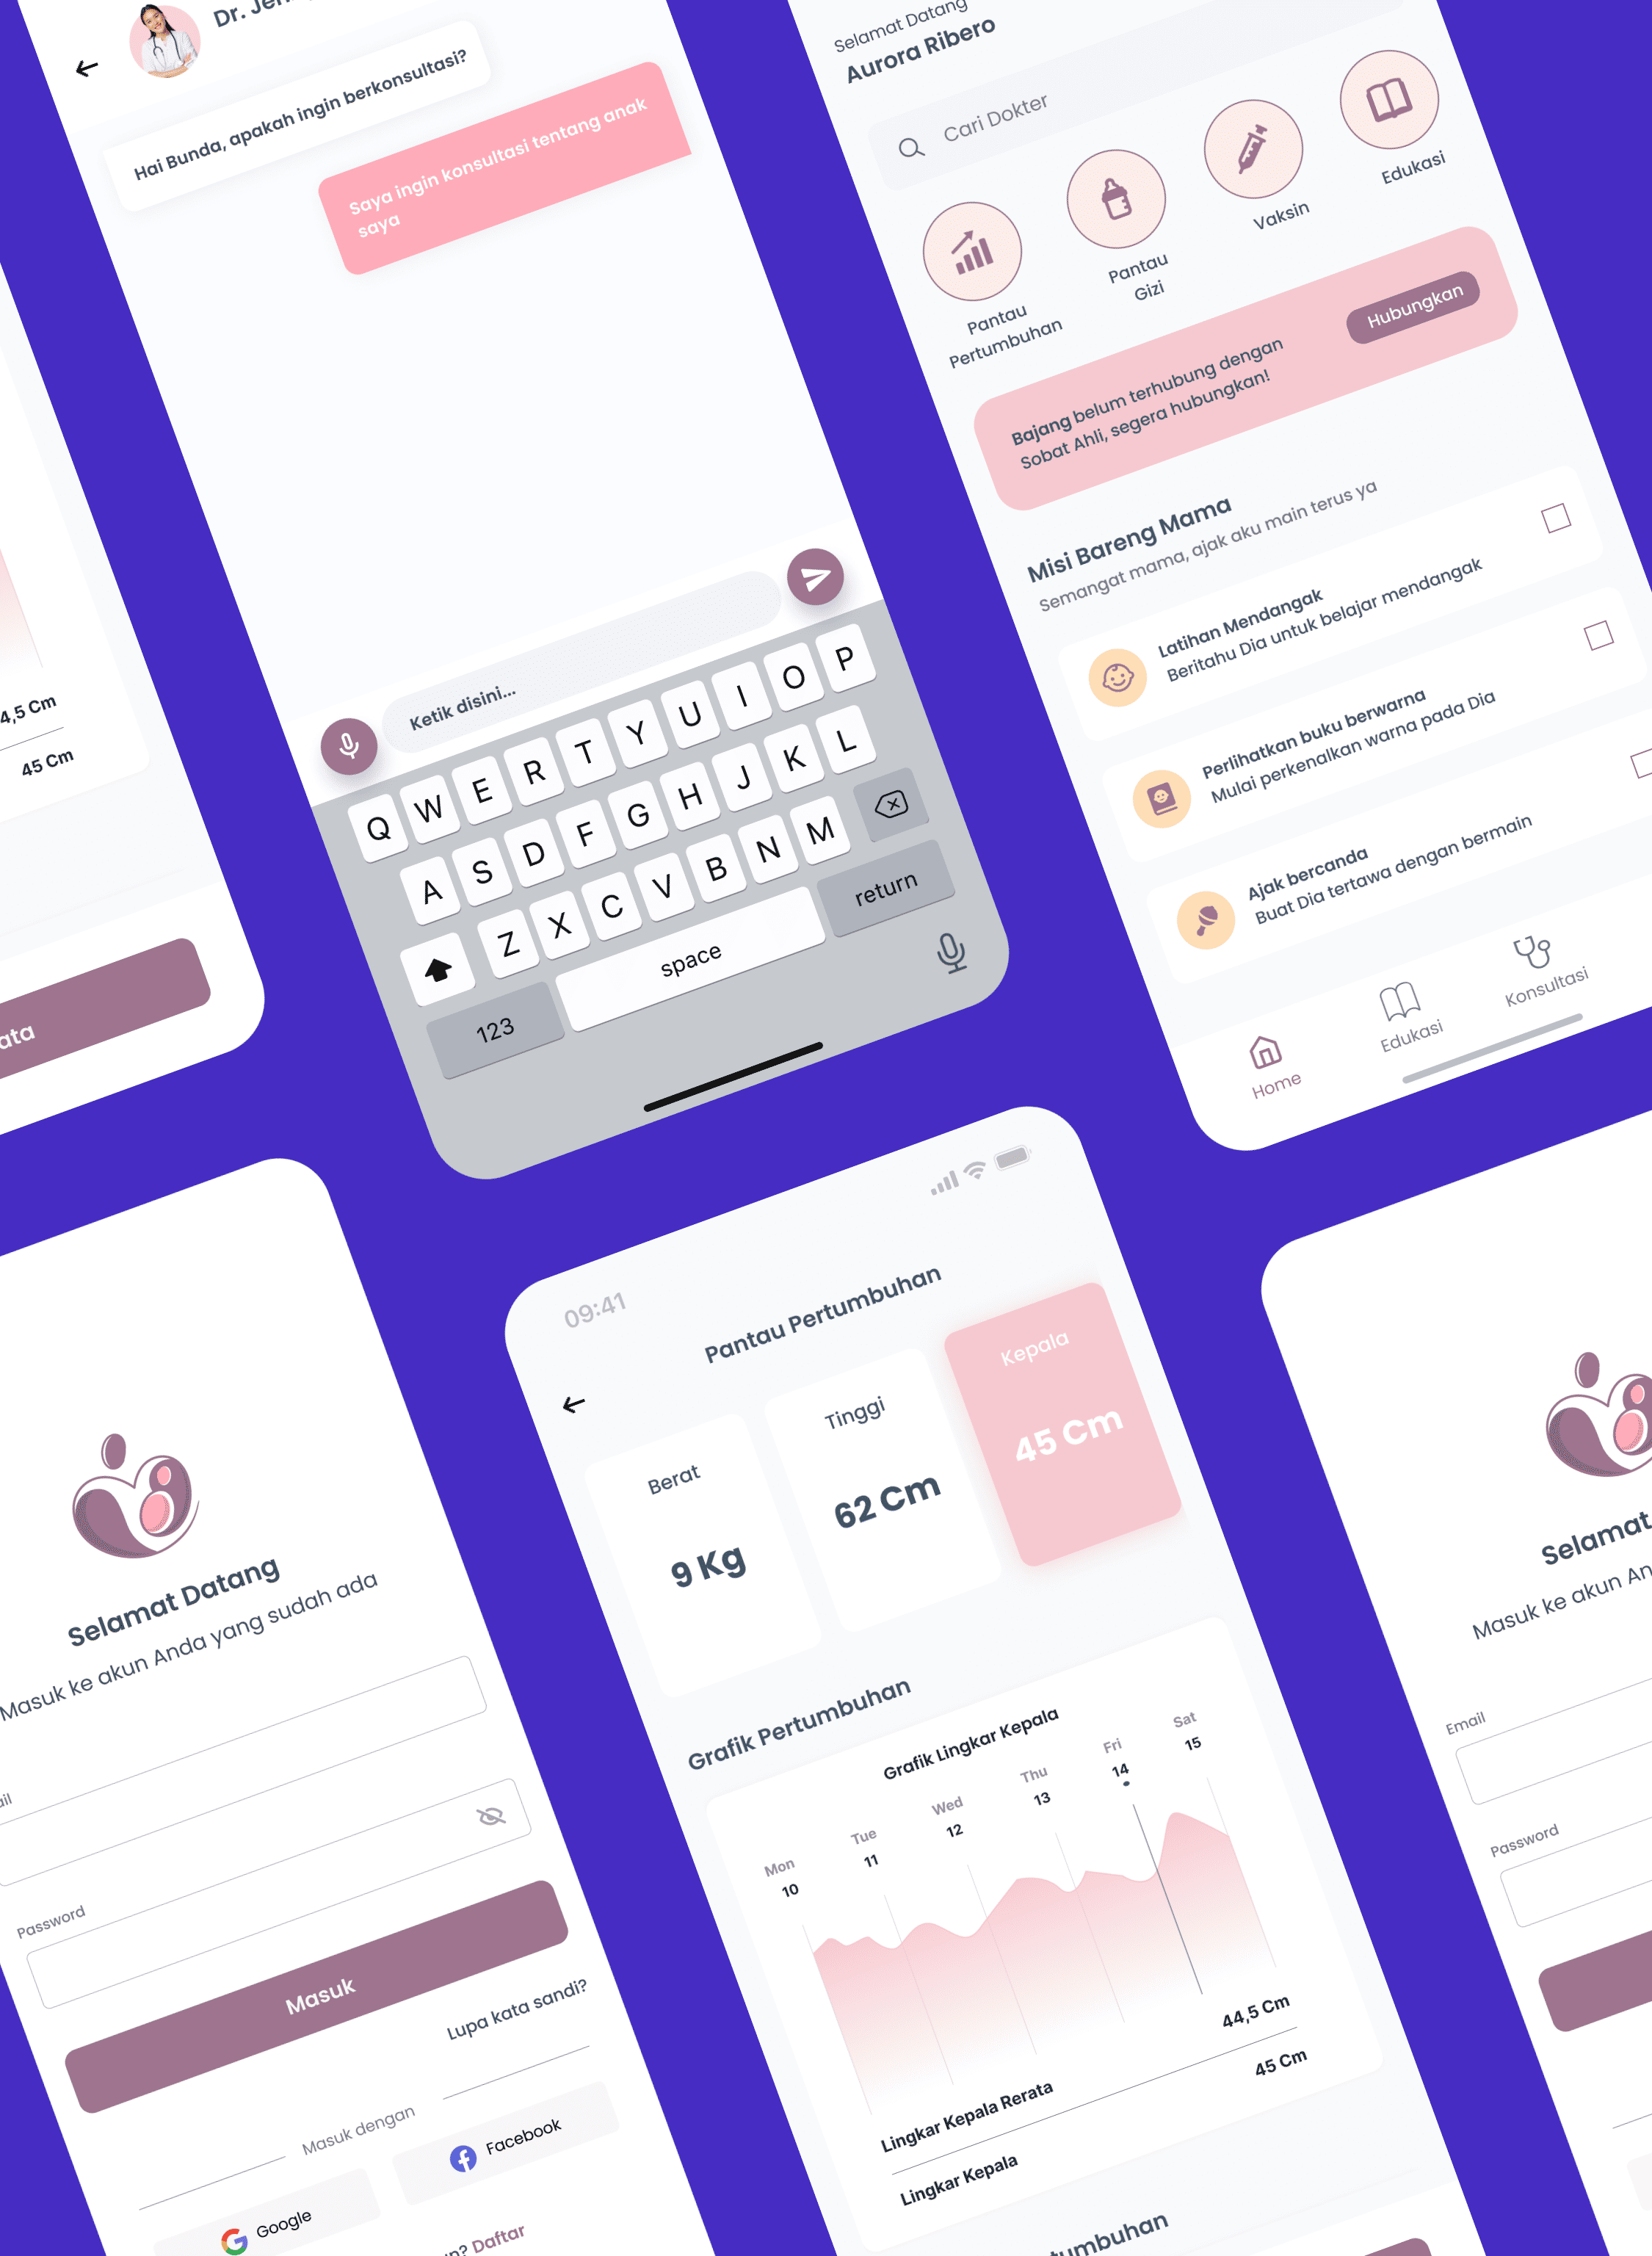 4,5 Cm
45 Cm
Hai Bunda, apakah ingin berkonsultasi?
Saya ingin konsultasi tentang anak
saya
Ketik disini...
Q W E R T Y U I O P
A S D F G H J K L
Z X C V B N M
123
space
return
Selamat Datang
Aurora Ribero
Cari Dokter
Pantau
Pertumbuhan
Pantau
Gizi
Vaksin
Edukasi
Bajang belum terhubung dengan
Sobat Ahli, segera hubungkan!
Hubungkan
Misi Bareng Mama
Semangat mama, ajak aku main terus ya
Latihan Mendangak
Beritahu Dia untuk belajar mendangak
Perlihatkan buku berwarna
Mulai perkenalkan warna pada Dia
Ajak bercanda
Buat Dia tertawa dengan bermain
Home
Edukasi
Konsultasi
Selamat Datang
Masuk ke akun Anda yang sudah ada
Password
Masuk
Lupa kata sandi?
Masuk dengan
Google
Facebook
Daftar
09:41
Pantau Pertumbuhan
Berat
9 Kg
Tinggi
62 Cm
Kepala
45 Cm
Grafik Pertumbuhan
Grafik Lingkar Kepala
Mon
10
Tue
11
Wed
12
Thu
13
Fri
14
Sat
15
Lingkar Kepala Rerata
44,5 Cm
Lingkar Kepala
45 Cm
Selamat
Masuk ke akun
Email
Password